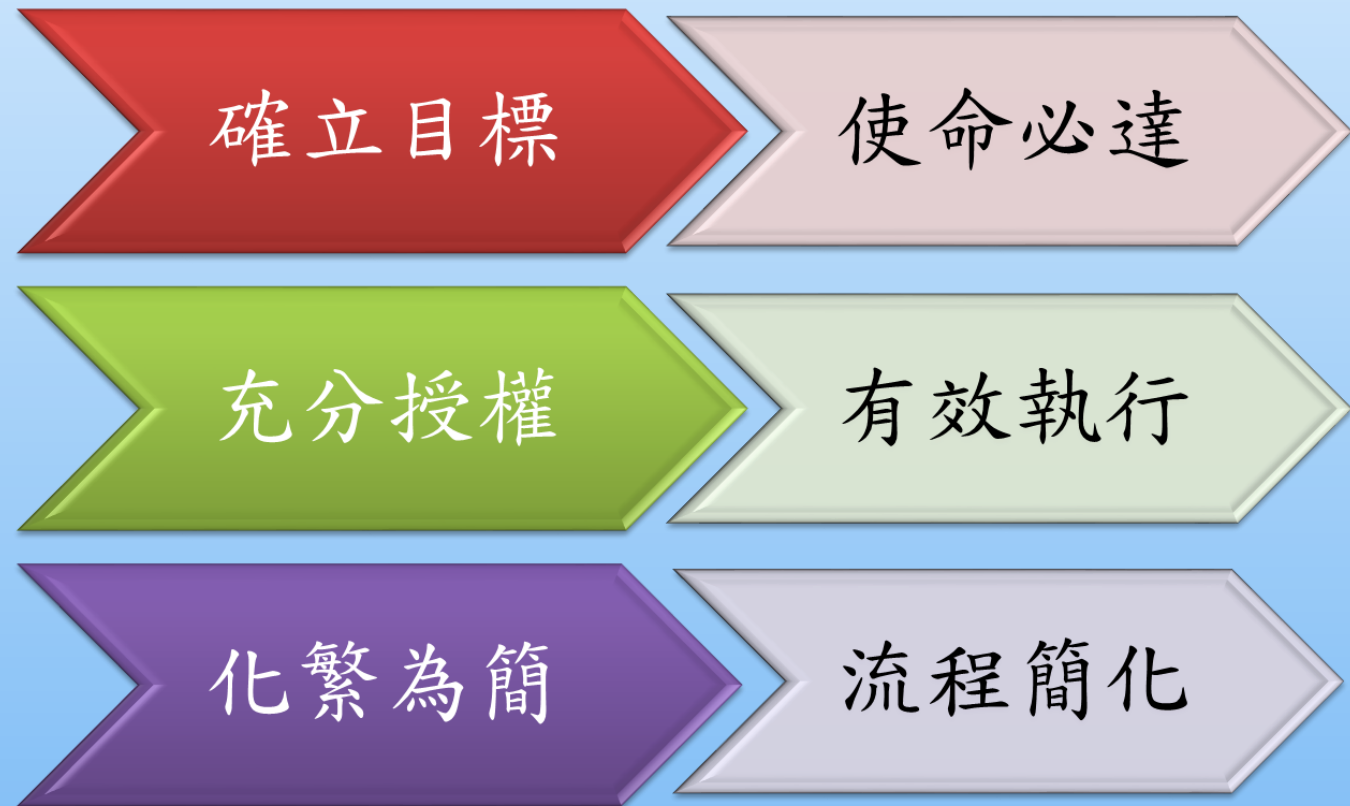 確立目標
使命必達
充分授權
有效執行
化繁為簡
流程簡化